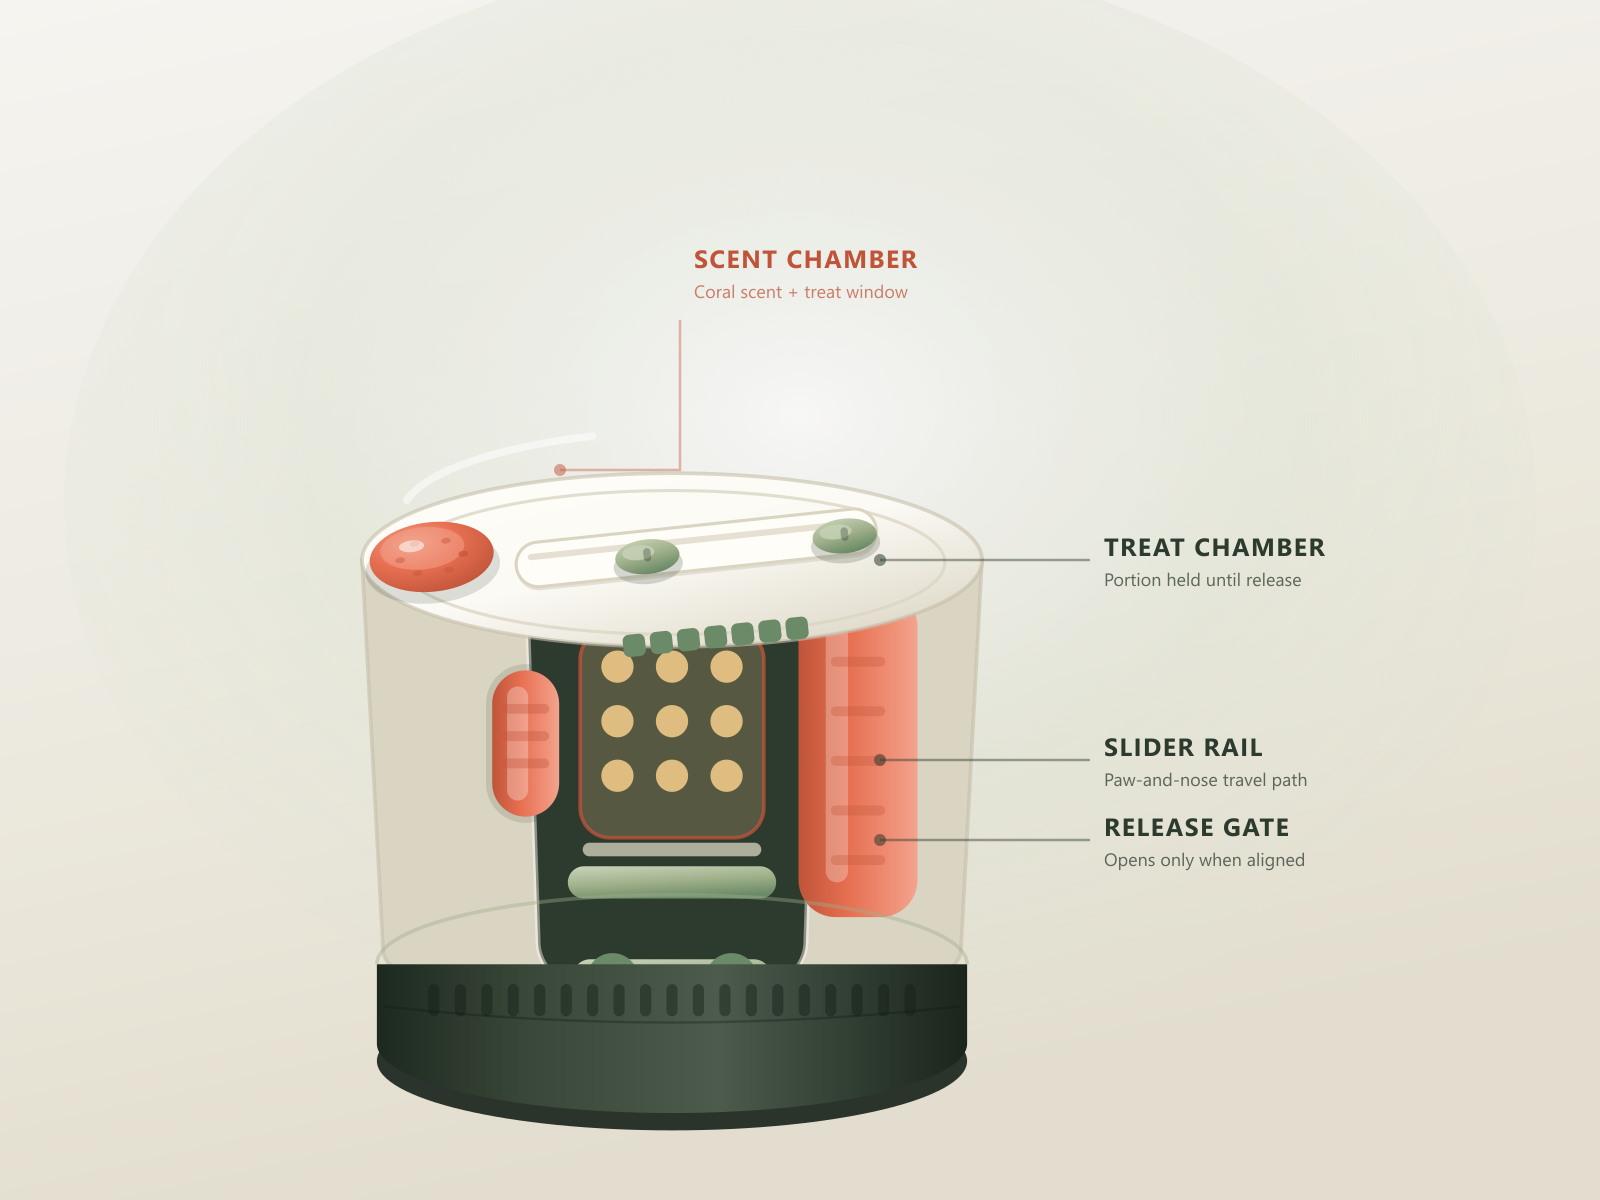 SCENT CHAMBER
Coral scent + treat window
TREAT CHAMBER
Portion held until release
SLIDER RAIL
Paw-and-nose travel path
RELEASE GATE
Opens only when aligned